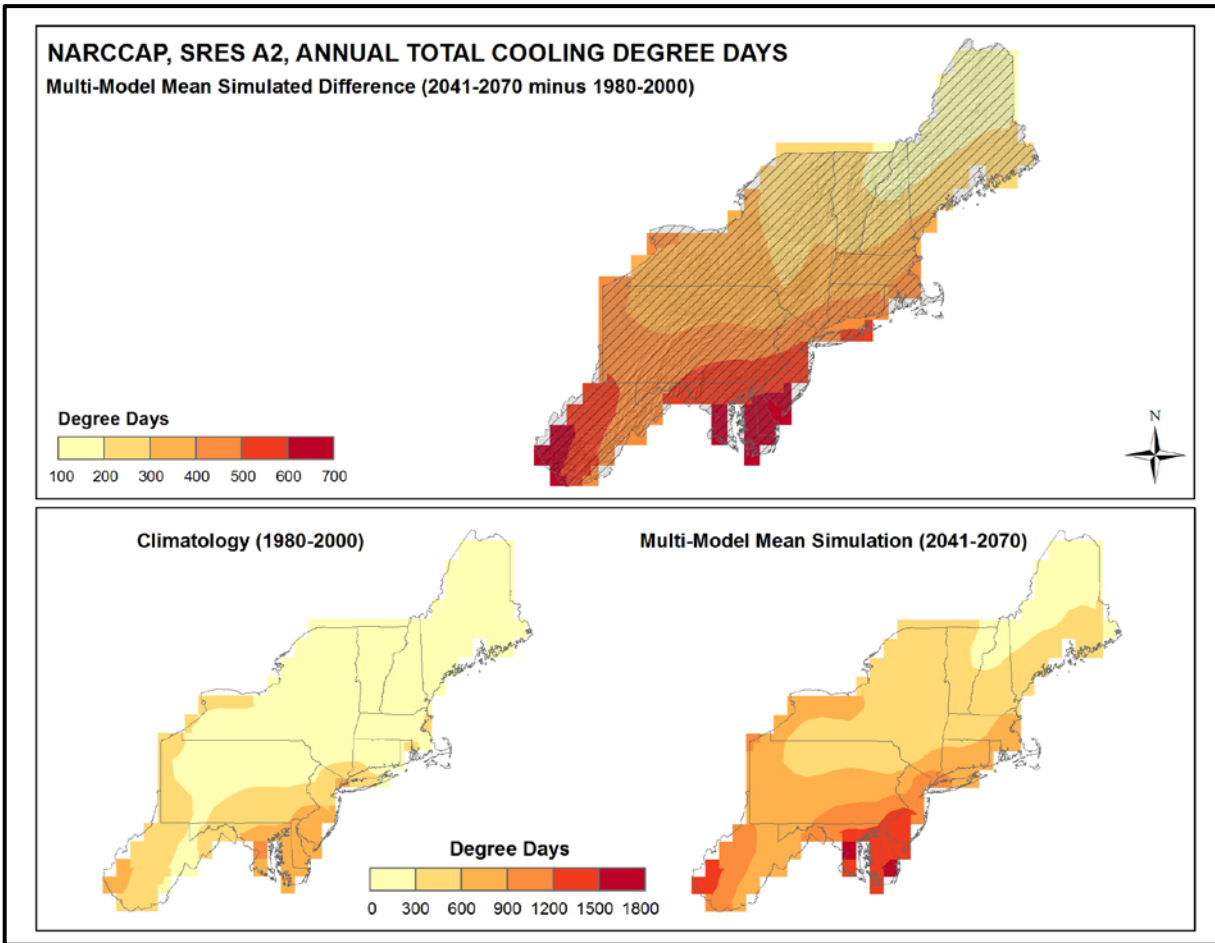 NARCCAP, SRES A2, ANNUAL TOTAL COOLING DEGREE DAYS
Multi-Model Mean Simulated Difference (2041-2070 minus 1980-2000)
Degree Days
100 200 300 400 500 600 700
N
Climatology (1980-2000)
Multi-Model Mean Simulation (2041-2070)
Degree Days
0 300 600 900 1200 1500 1800